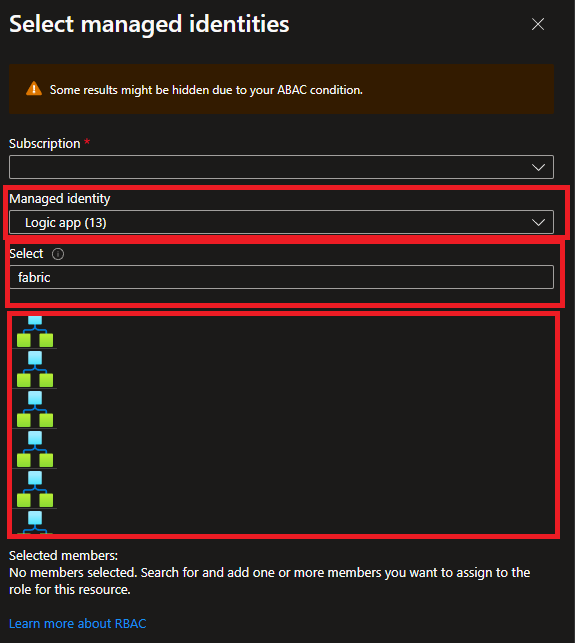 Select managed identities
Some results might be hidden due to your ABAC condition.
Subscription *
Managed identity
Logic app (13)
Select
fabric
Selected members:
No members selected. Search for and add one or more members you want to assign to the
role for this resource.
Learn more about RBAC